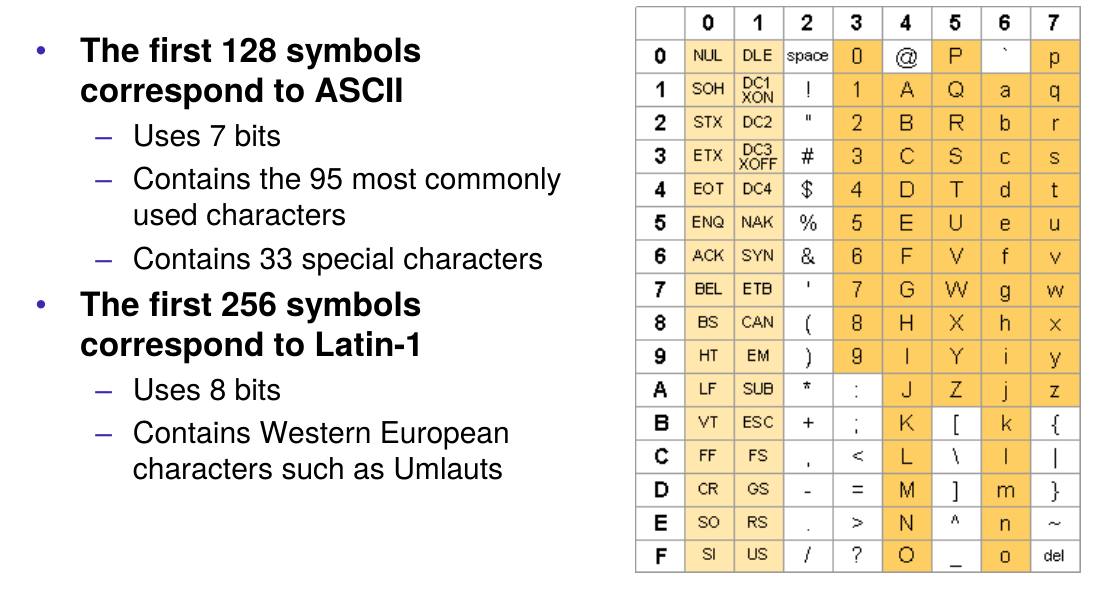 • The first 128 symbols
correspond to ASCII
– Uses 7 bits
– Contains the 95 most commonly
used characters
– Contains 33 special characters
• The first 256 symbols
correspond to Latin-1
– Uses 8 bits
– Contains Western European
characters such as Umlauts
0 1 2 3 4 5 6 7
0 NUL DLE space 0 @ P ` p
1 SOH DC1 XON ! 1 A Q a q
2 STX DC2 " 2 B R b r
3 ETX DC3 XOFF # 3 C S c s
4 EOT DC4 $ 4 D T d t
5 ENQ NAK % 5 E U e u
6 ACK SYN & 6 F V f v
7 BEL ETB ' 7 G W g w
8 BS CAN ( 8 H X h x
9 HT EM ) 9 I Y i y
A LF SUB * : J Z j z
B VT ESC + ; K [ k {
C FF FS , < L \ l |
D CR GS - = M ] m }
E SO RS . > N ^ n ~
F SI US / ? O _ o del